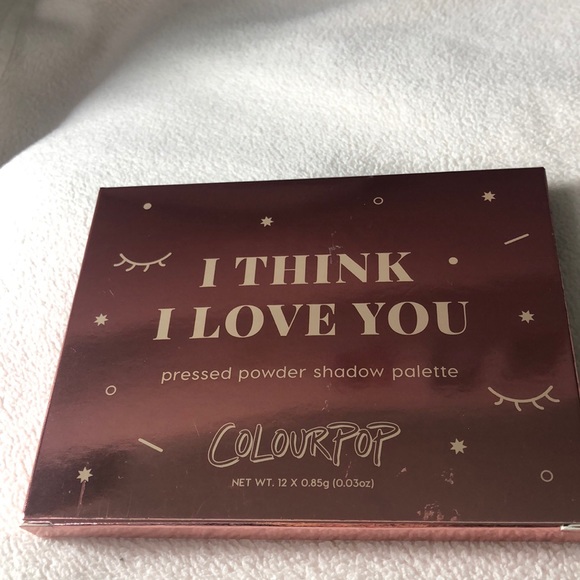 I THINK
I LOVE YOU
pressed powder shadow palette
COLOURPOP
NET WT. 12 X 0.85g (0.03oz)